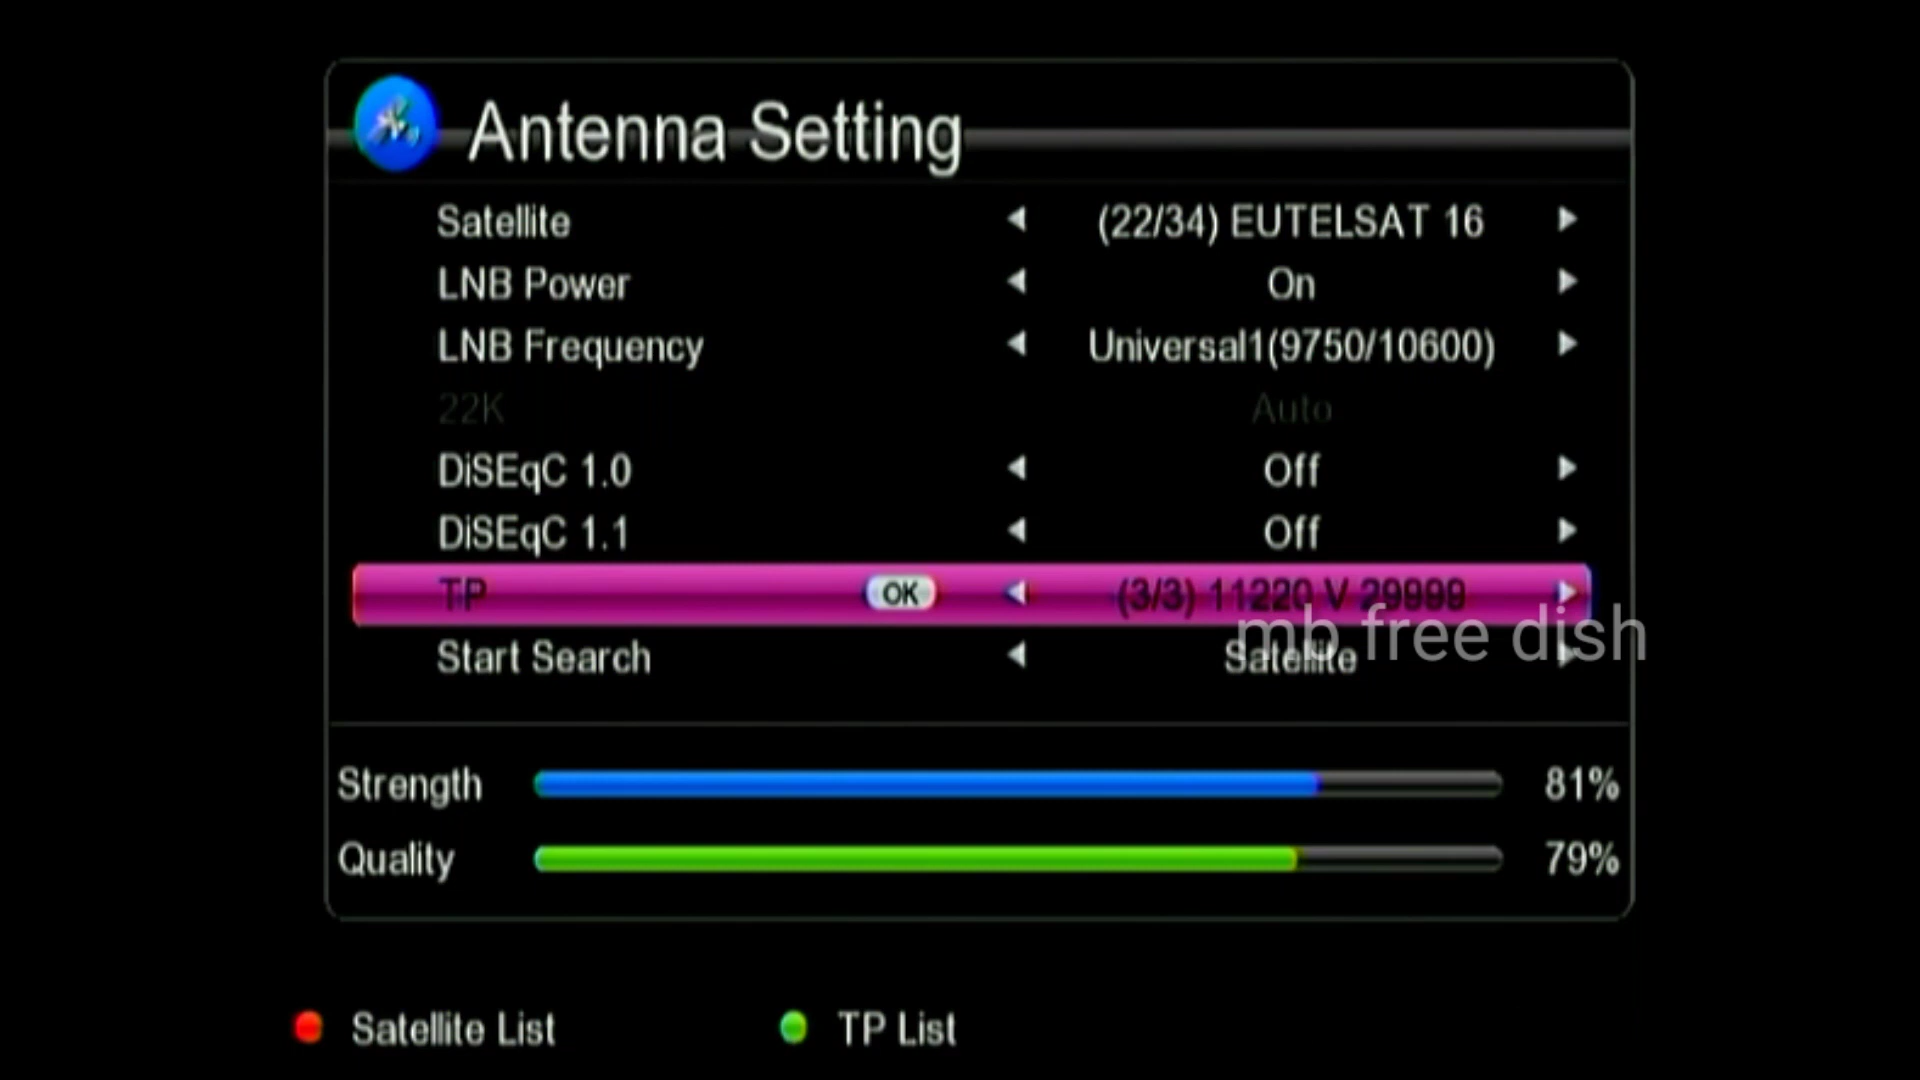 Antenna Setting
Satellite (22/34) EUTELSAT 16
LNB Power On
LNB Frequency Universal1(9750/10600)
22K Auto
DiSEqC 1.0 Off
DiSEqC 1.1 Off
TP OK (3/3) 11220 V 29999
mb free dish
Start Search Satellite
Strength 81%
Quality 79%
Satellite List TP List